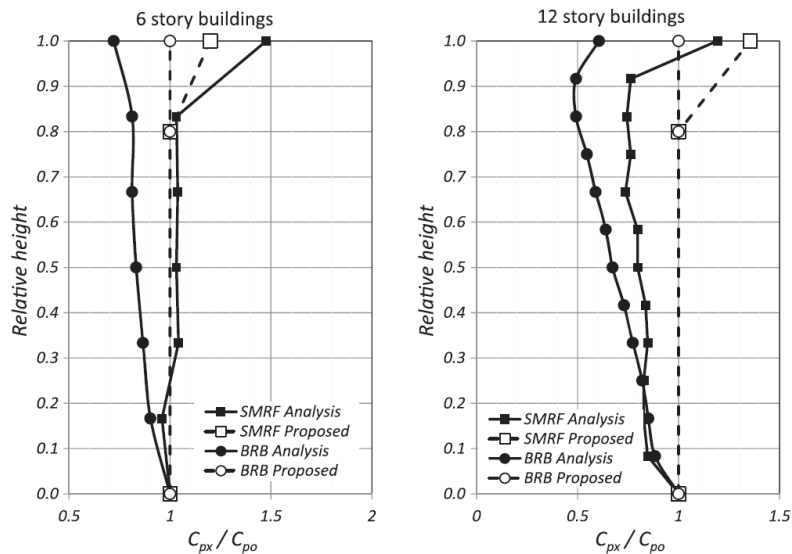 6 story buildings
1.0
0.9
0.8
0.7
0.6
0.5
0.4
0.3
0.2
0.1
0.0
Relative height
SMRF Analysis
SMRF Proposed
BRB Analysis
BRB Proposed
0.5 1 1.5 2
Cpx / Cpo
12 story buildings
1.0
0.9
0.8
0.7
0.6
0.5
0.4
0.3
0.2
0.1
0.0
Relative height
SMRF Analysis
SMRF Proposed
BRB Analysis
BRB Proposed
0 0.5 1 1.5
Cpx / Cpo